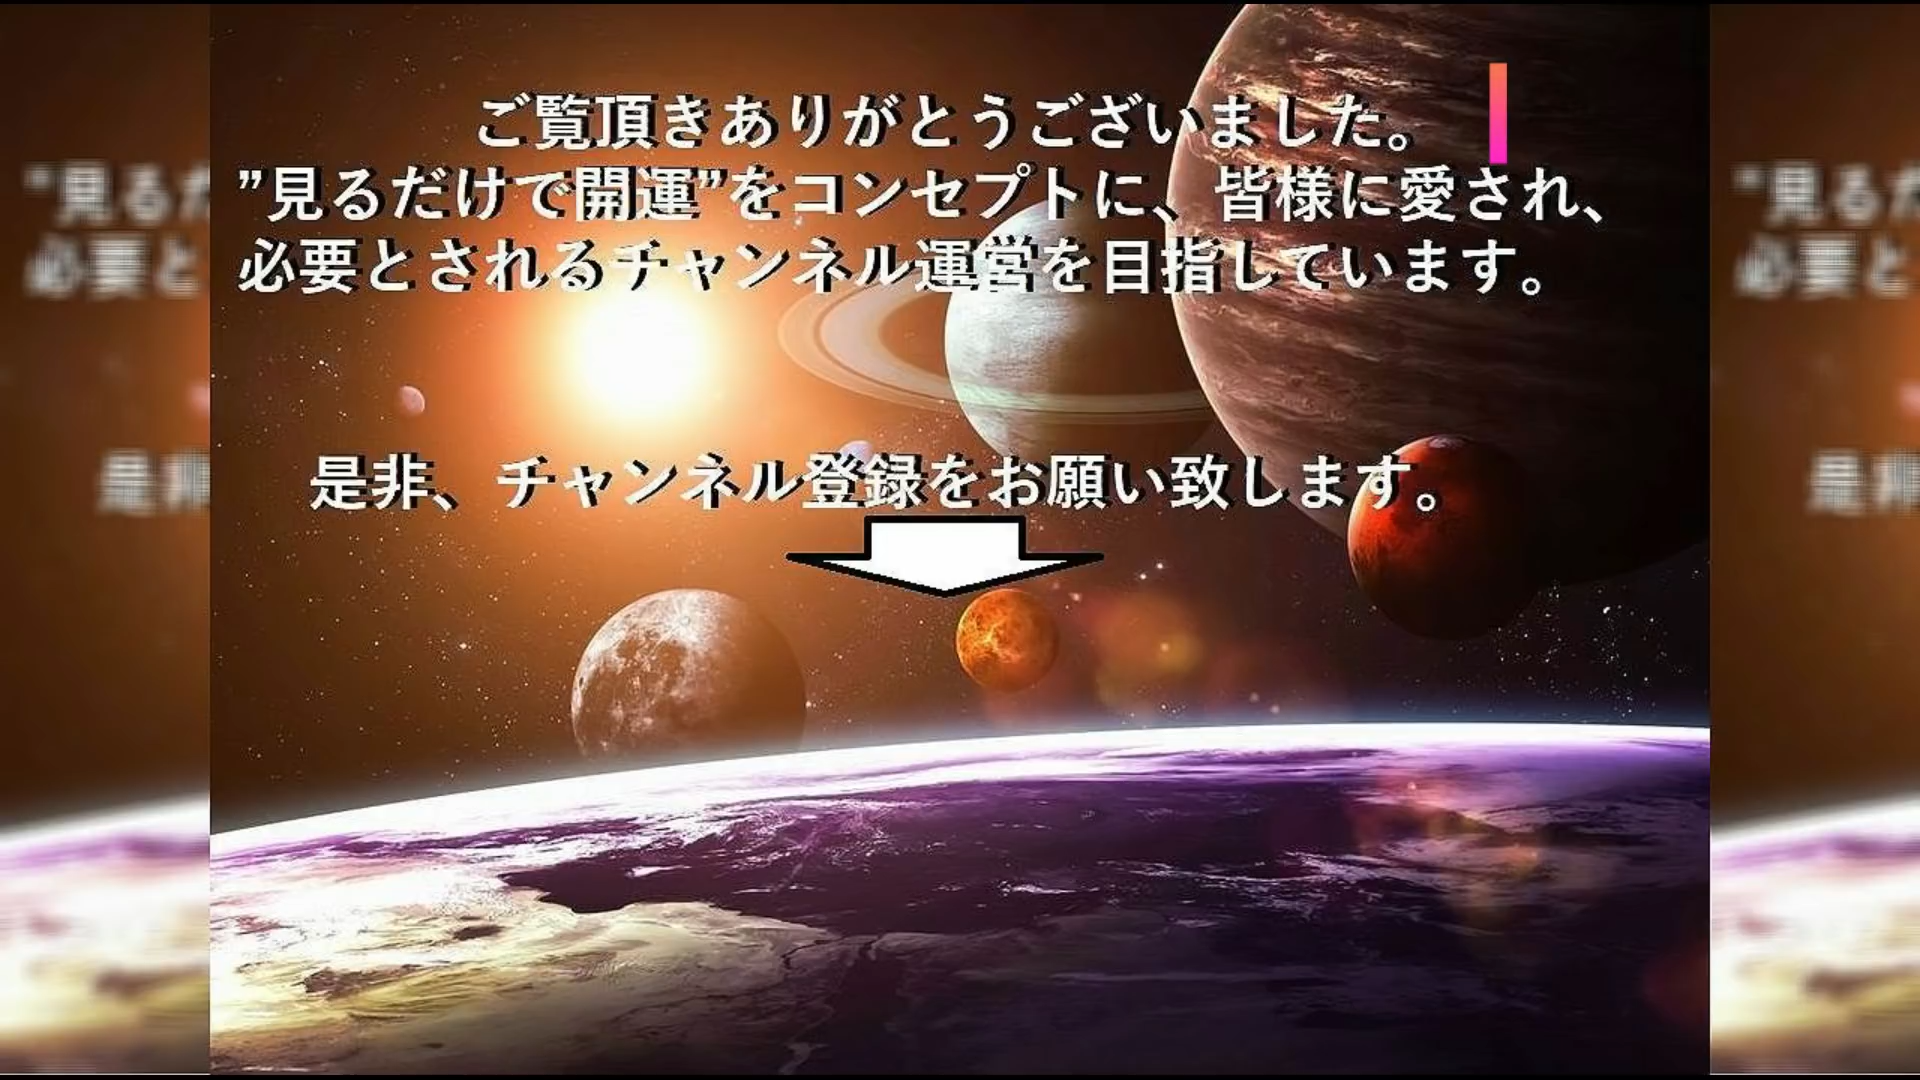 ご覧頂きありがとうございました。
”見るだけで開運”をコンセプトに、皆様に愛され、
必要とされるチャンネル運営を目指しています。
是非、チャンネル登録をお願い致します。